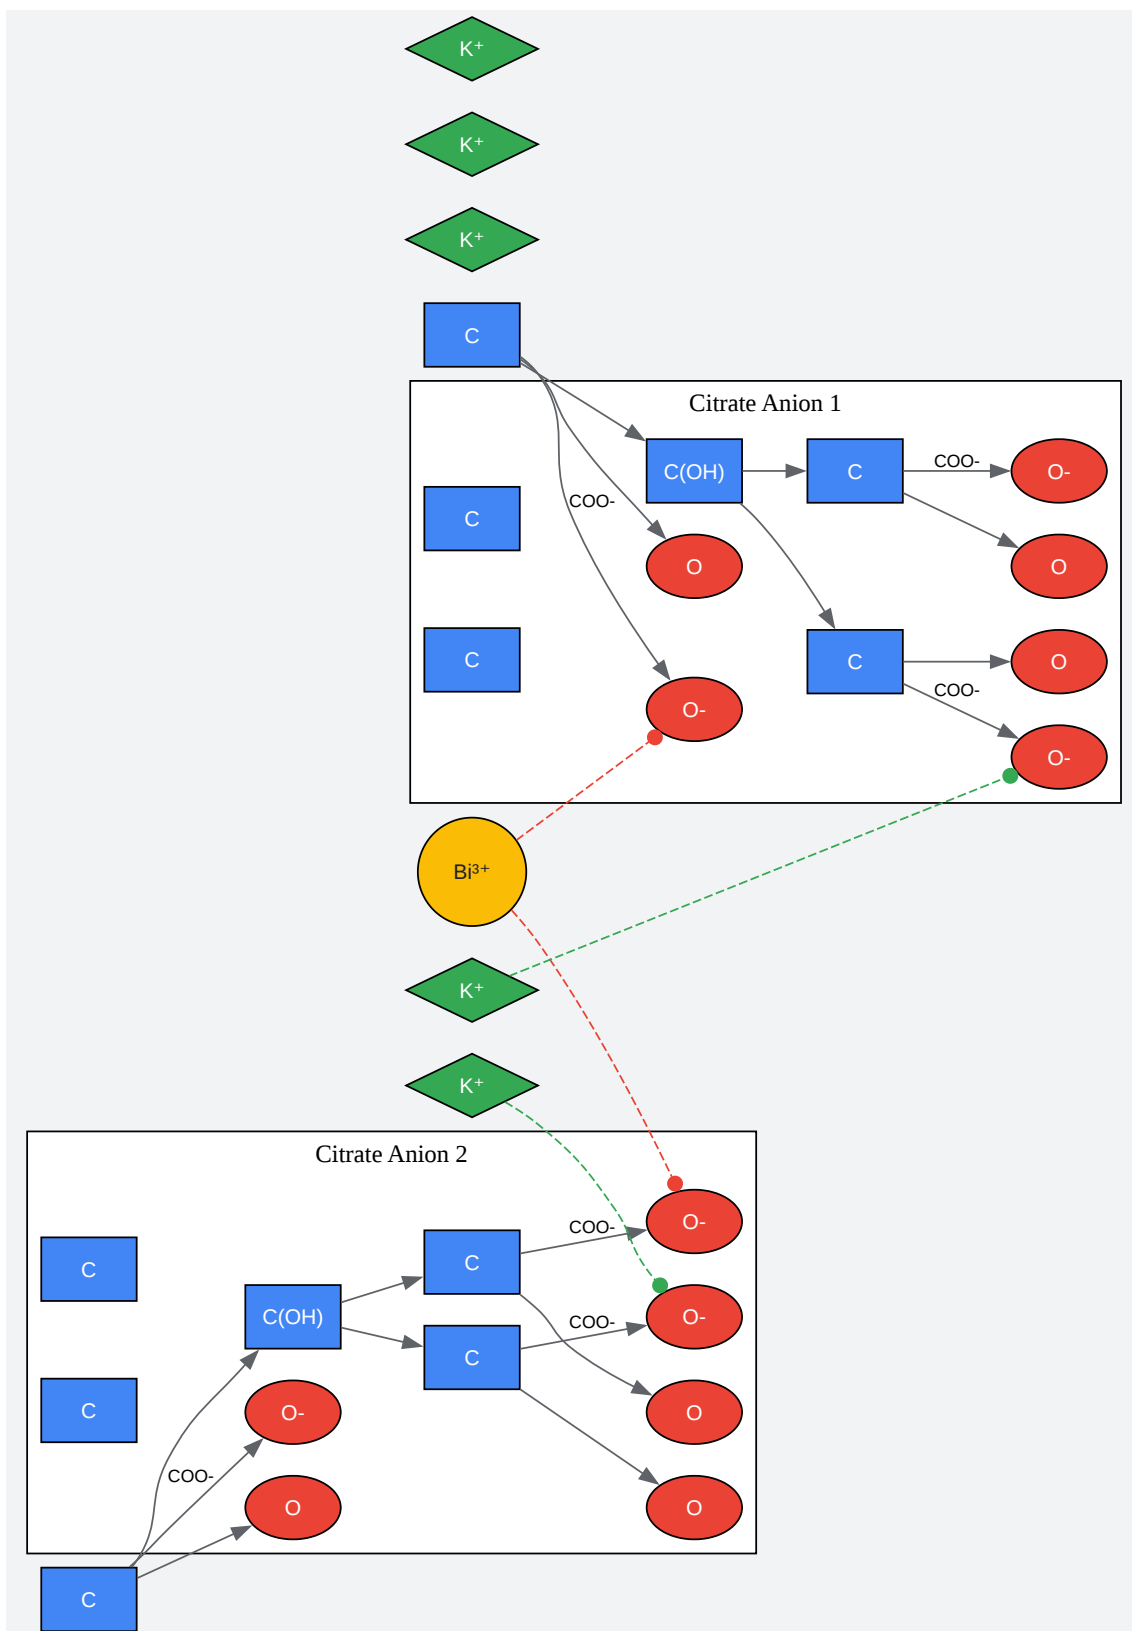 K⁺
K⁺
K⁺
C
Citrate Anion 1
C(OH)
C
COO-
O-
C
COO-
O
O
C
C
O
COO-
O-
O-
Bi³⁺
K⁺
K⁺
Citrate Anion 2
COO-
O-
C
C
C(OH)
COO-
O-
C
C
O-
O
COO-
O
O
C